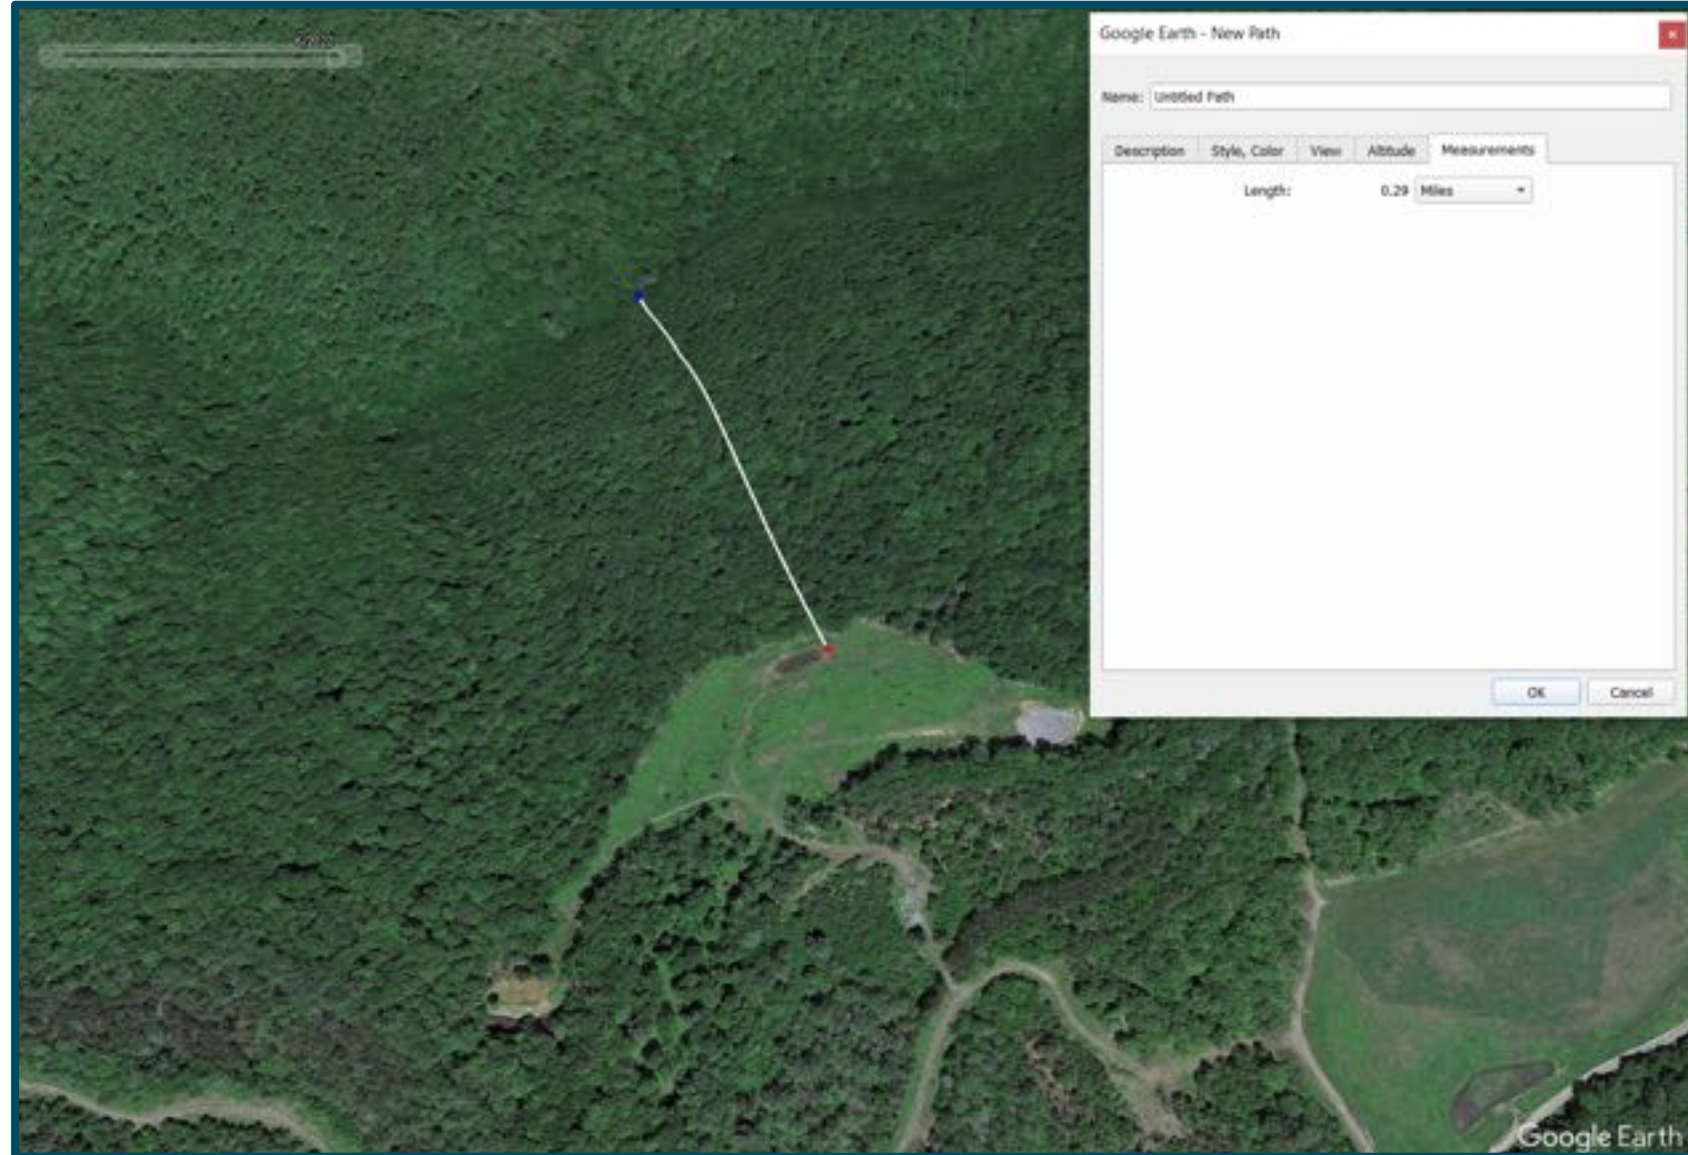 Google Earth - New Path
Name: Untitled Path
Description Style, Color View Altitude Measurements
Length: 0.29 Miles
OK Cancel
Google Earth